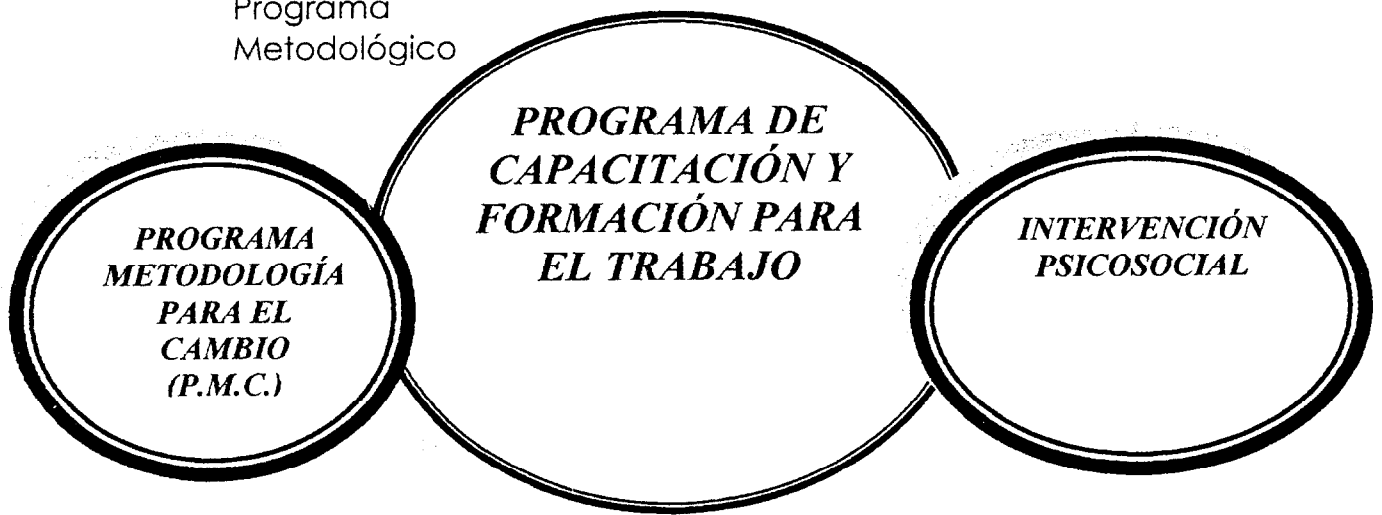 Programa
Metodológico
PROGRAMA DE
CAPACITACIÓN Y
FORMACIÓN PARA
EL TRABAJO
PROGRAMA
METODOLOGÍA
PARA EL
CAMBIO
(P.M.C.)
INTERVENCIÓN
PSICOSOCIAL